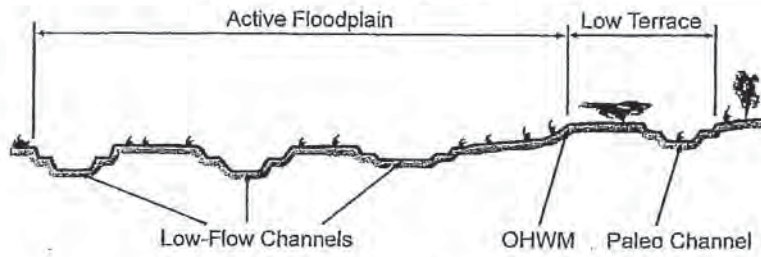 Active Floodplain
Low Terrace
Low-Flow Channels
OHWM
Paleo Channel